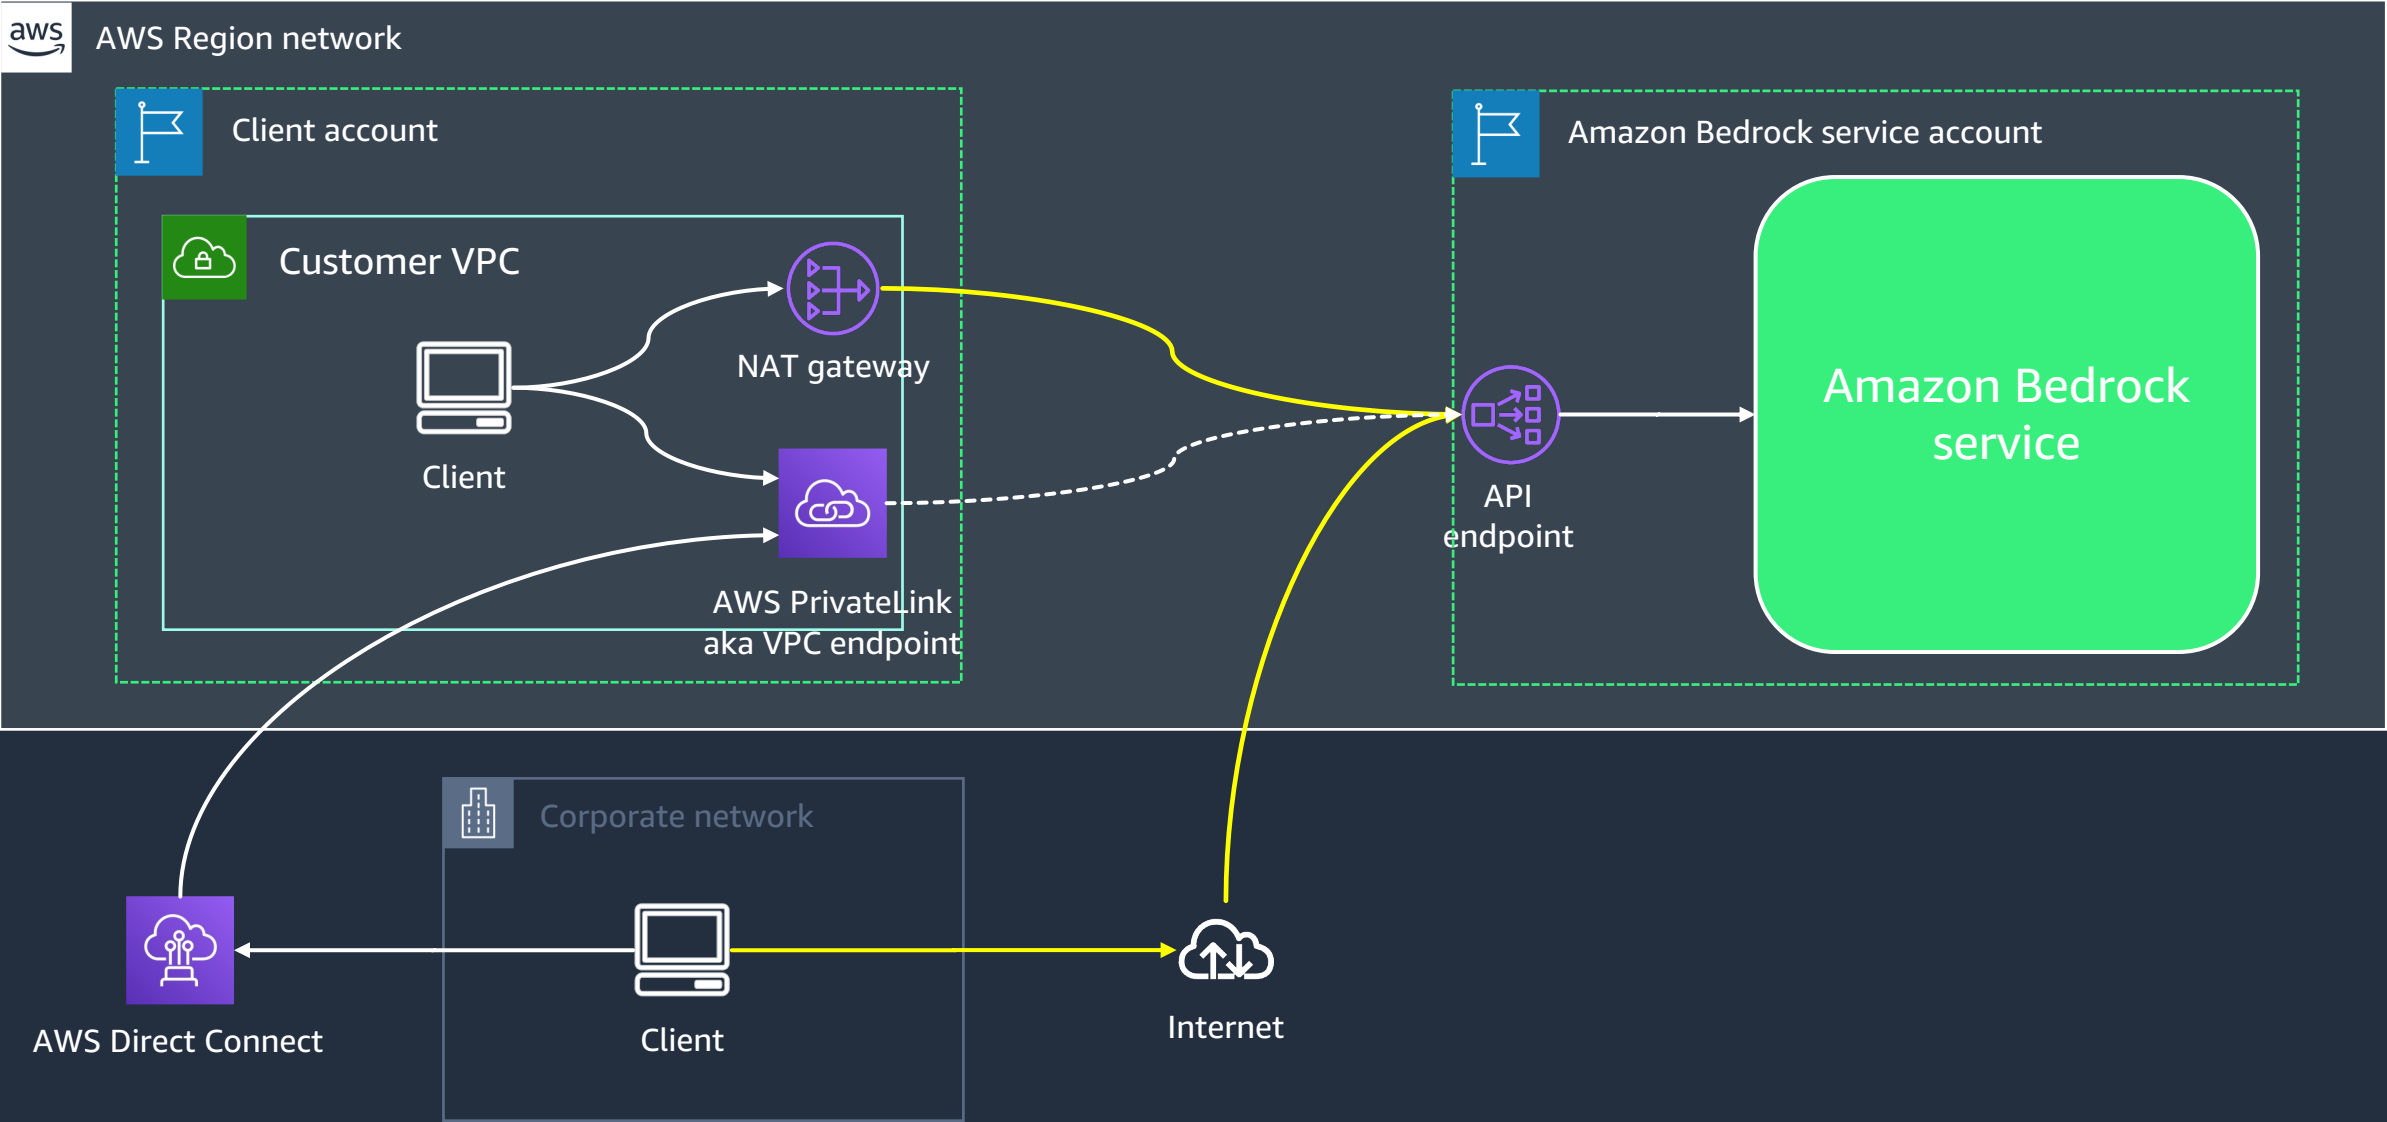 aws
AWS Region network
Client account
Amazon Bedrock service account
Customer VPC
NAT gateway
Client
AWS PrivateLink
aka VPC endpoint
API
endpoint
Amazon Bedrock
service
Corporate network
AWS Direct Connect
Client
Internet